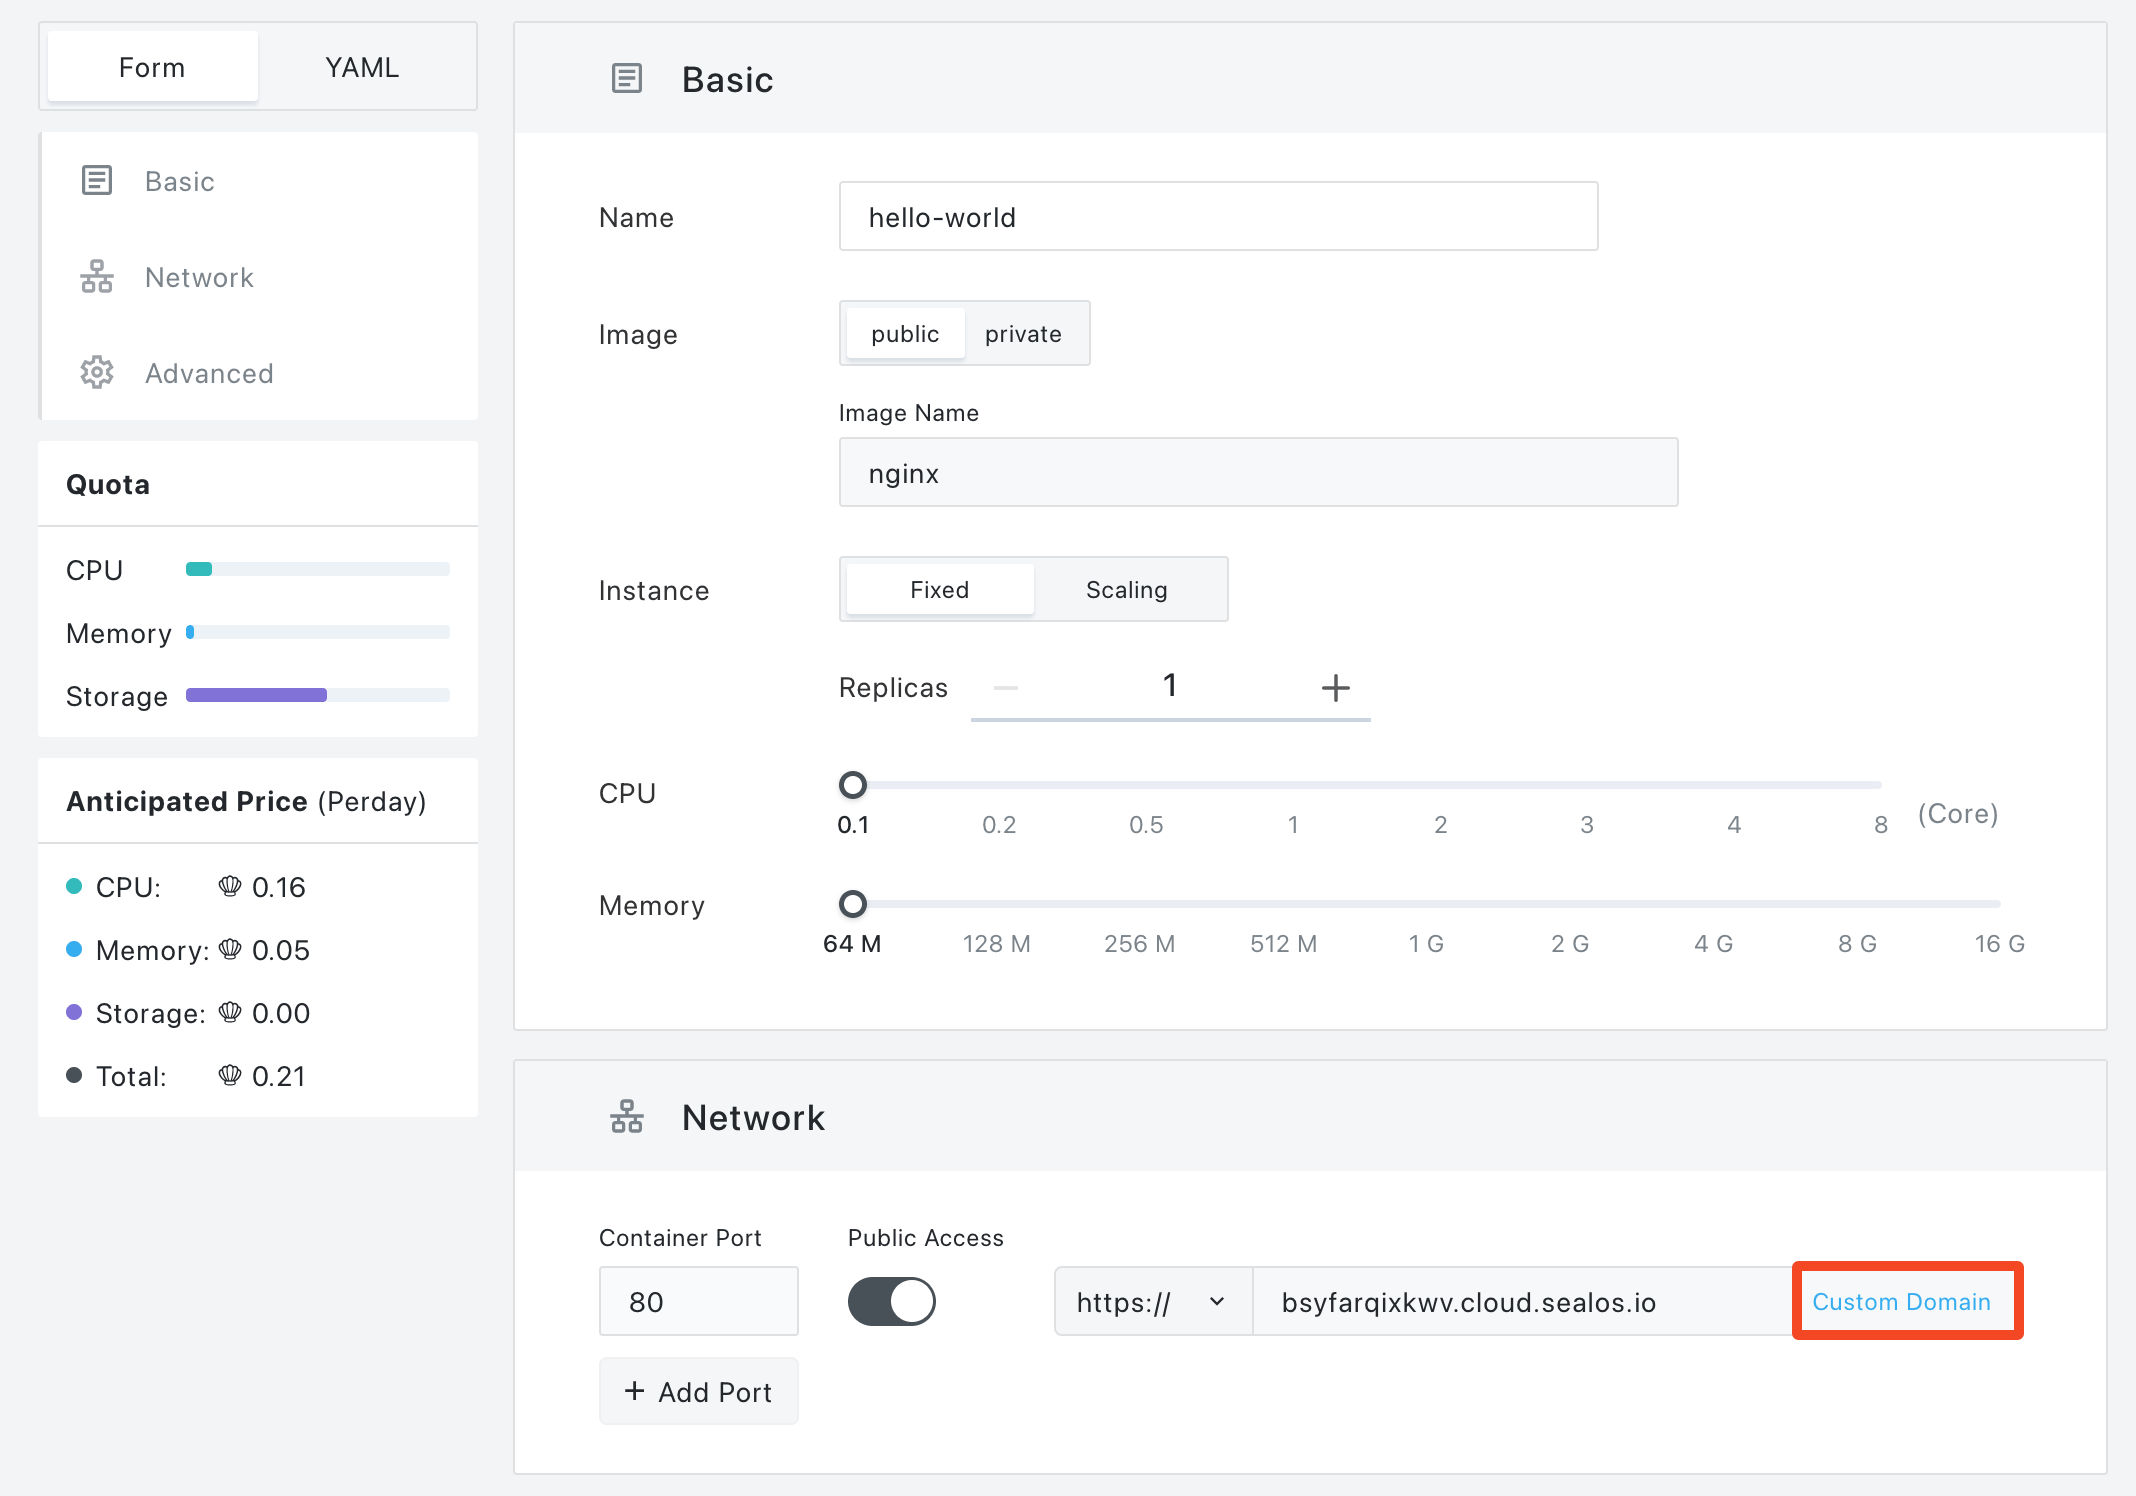 Form YAML
Basic
Network
Advanced
Quota
CPU
Memory
Storage
Anticipated Price (Perday)
CPU: 0.16
Memory: 0.05
Storage: 0.00
Total: 0.21
Basic
Name hello-world
Image public private
Image Name
nginx
Instance Fixed Scaling
Replicas 1
CPU
0.1 0.2 0.5 1 2 3 4 8 (Core)
Memory
64 M 128 M 256 M 512 M 1 G 2 G 4 G 8 G 16 G
Network
Container Port Public Access
80 https:// bsyfarqixkwv.cloud.sealos.io Custom Domain
+ Add Port